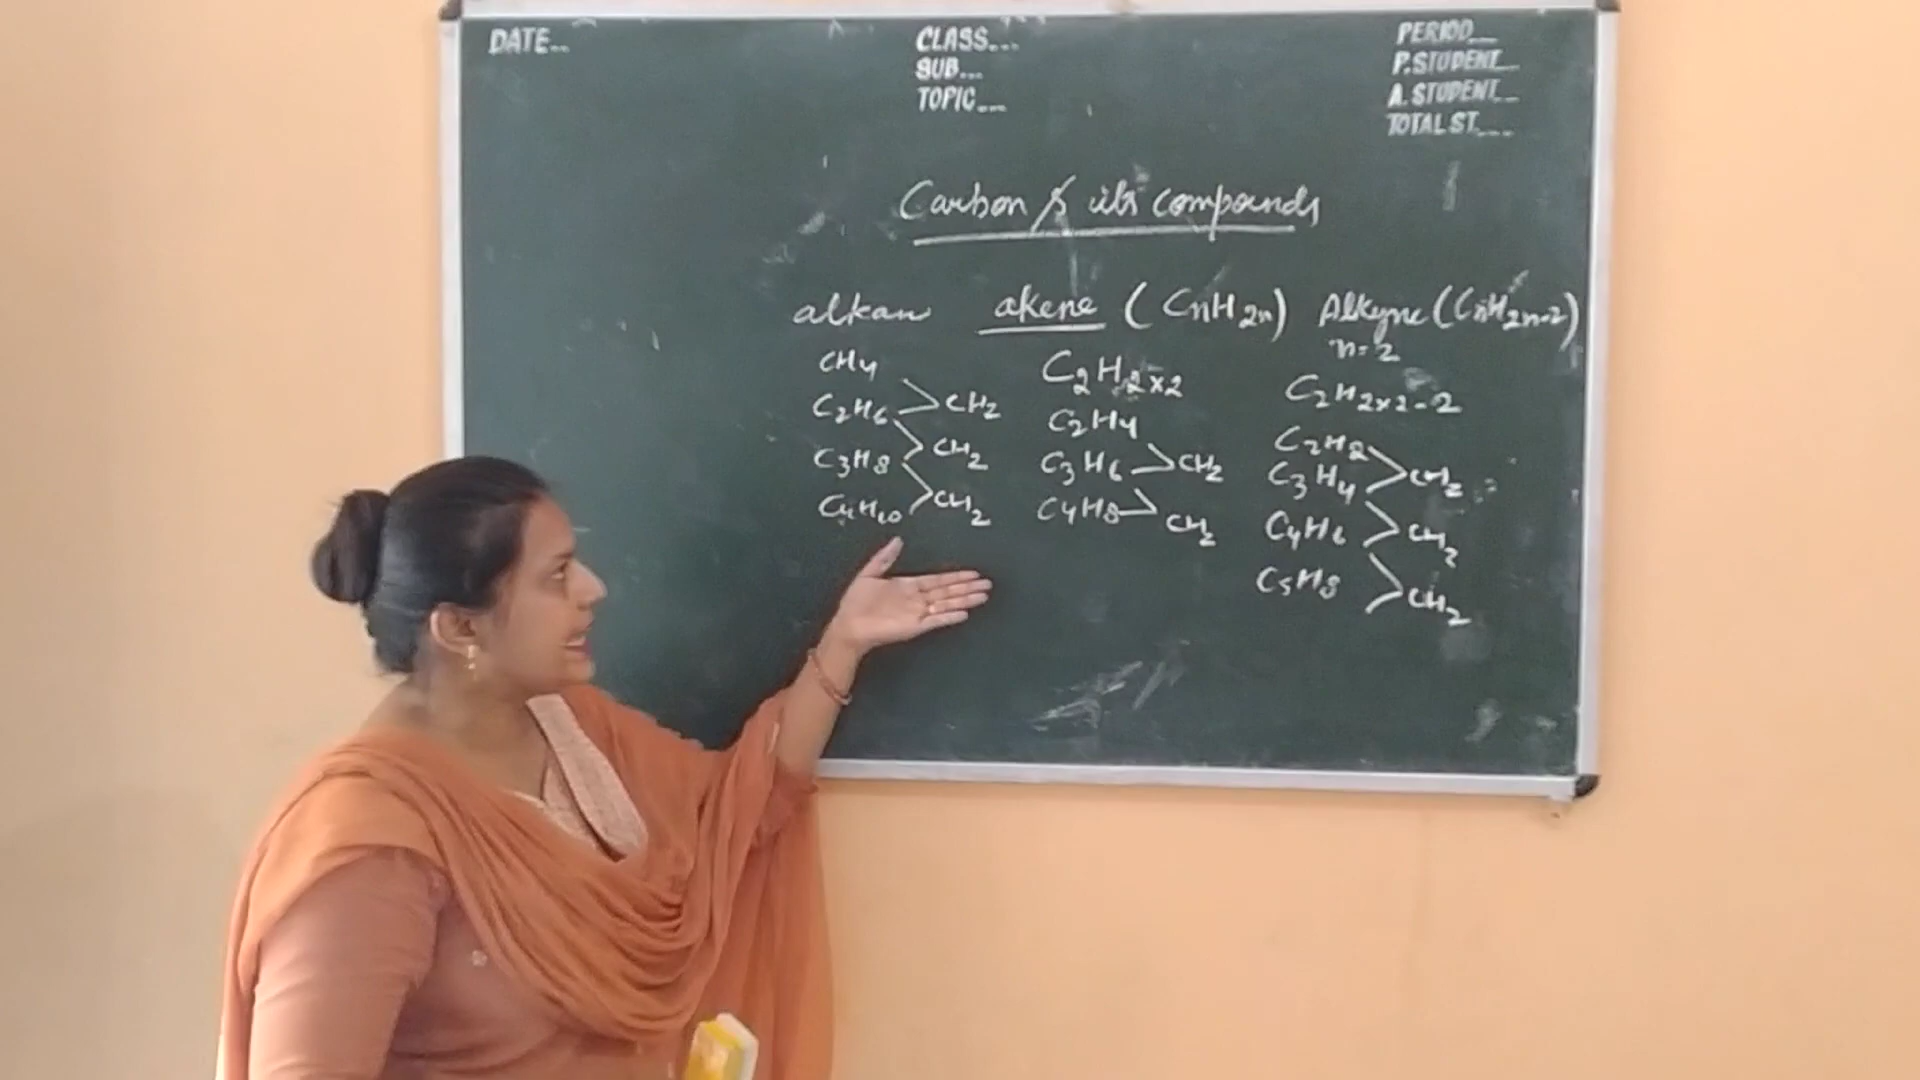 DATE...
CLASS...
SUB...
TOPIC...
PERIOD...
P.STUDENT...
A.STUDENT...
TOTAL ST....
Carbon & its compounds
alkan
CH4
C2H6 CH2
C3H8 CH2
C4H10 CH2
akene (CnH2n)
C2H2x2
C2H4
C3H6 CH2
C4H8 CH2
Alkyne (CnH2n-2)
n=2
C2H2x2-2
C2H2
C3H4 CH2
C4H6 CH2
C5H8 CH2